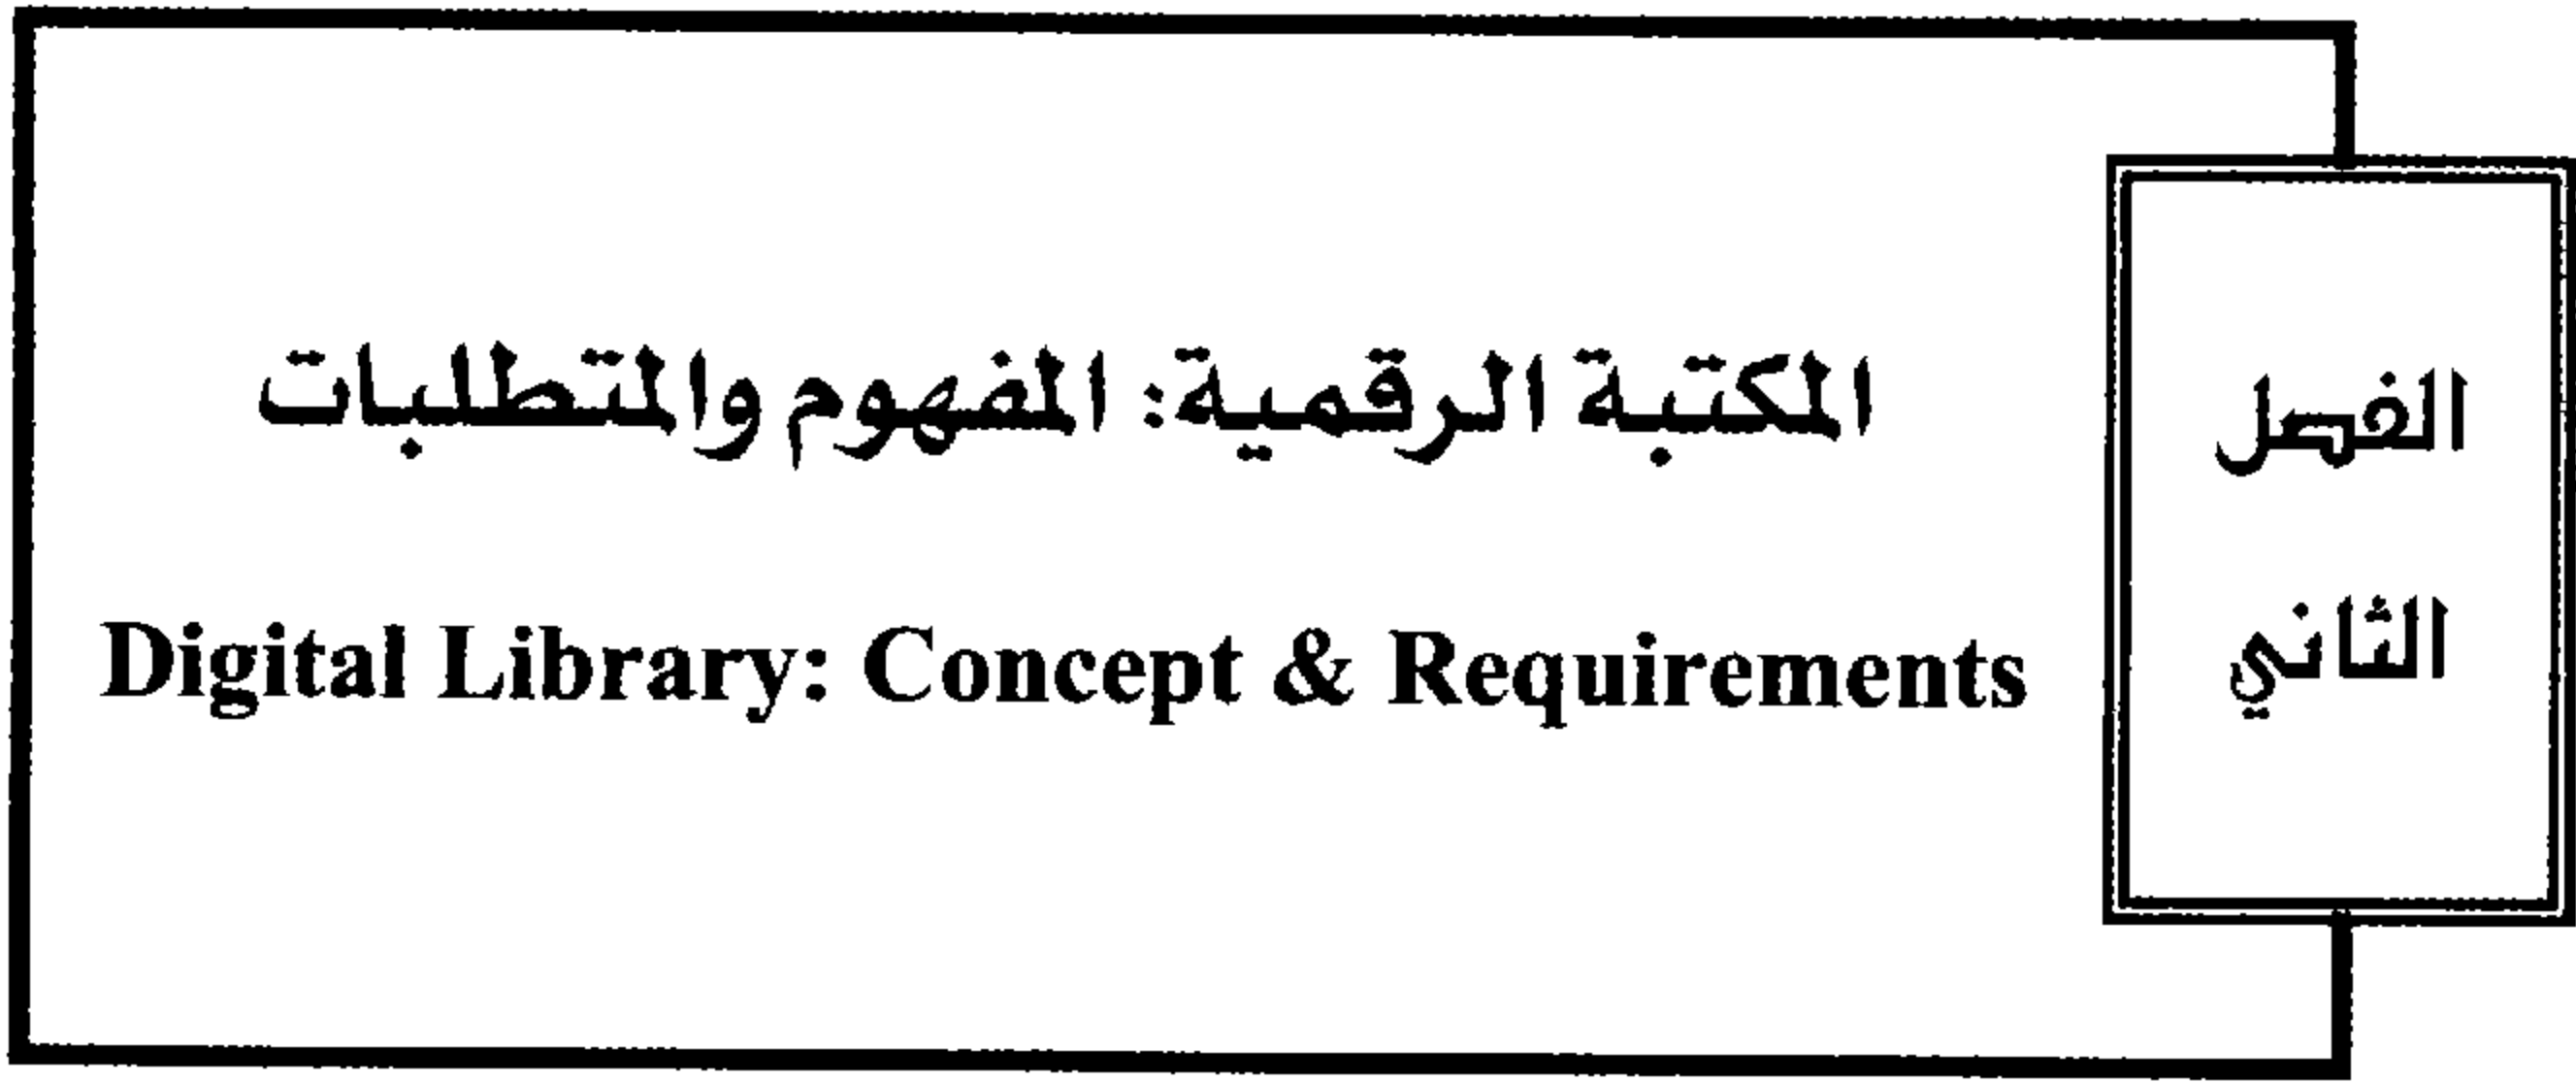 الفصل
الثاني
المكتبة الرقمية: المفهوم والمتطلبات
Digital Library: Concept & Requirements